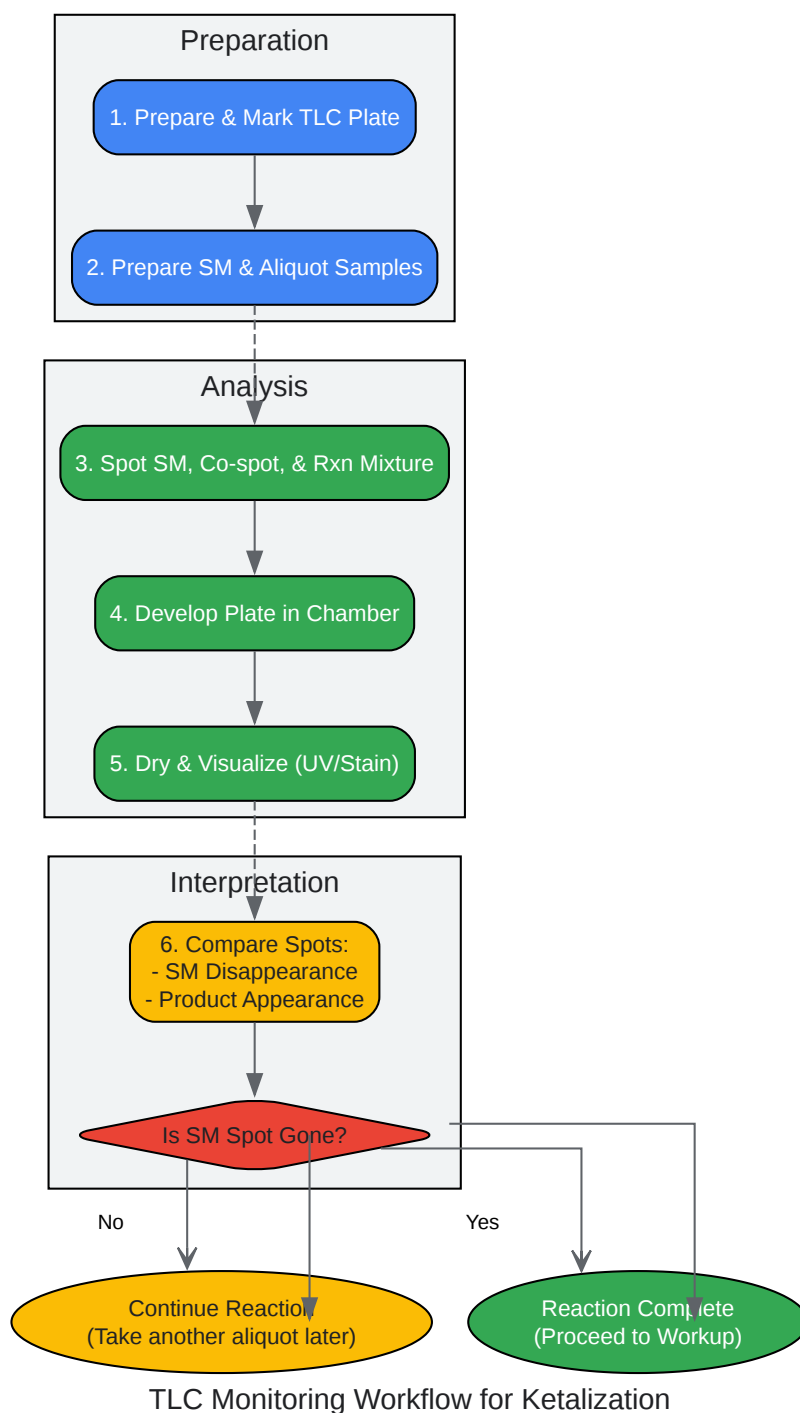 Preparation
1. Prepare & Mark TLC Plate
2. Prepare SM & Aliquot Samples
Analysis
3. Spot SM, Co-spot, & Rxn Mixture
4. Develop Plate in Chamber
5. Dry & Visualize (UV/Stain)
Interpretation
6. Compare Spots:
- SM Disappearance
- Product Appearance
Is SM Spot Gone?
No
Yes
Continue Reaction
(Take another aliquot later)
Reaction Complete
(Proceed to Workup)
TLC Monitoring Workflow for Ketalization